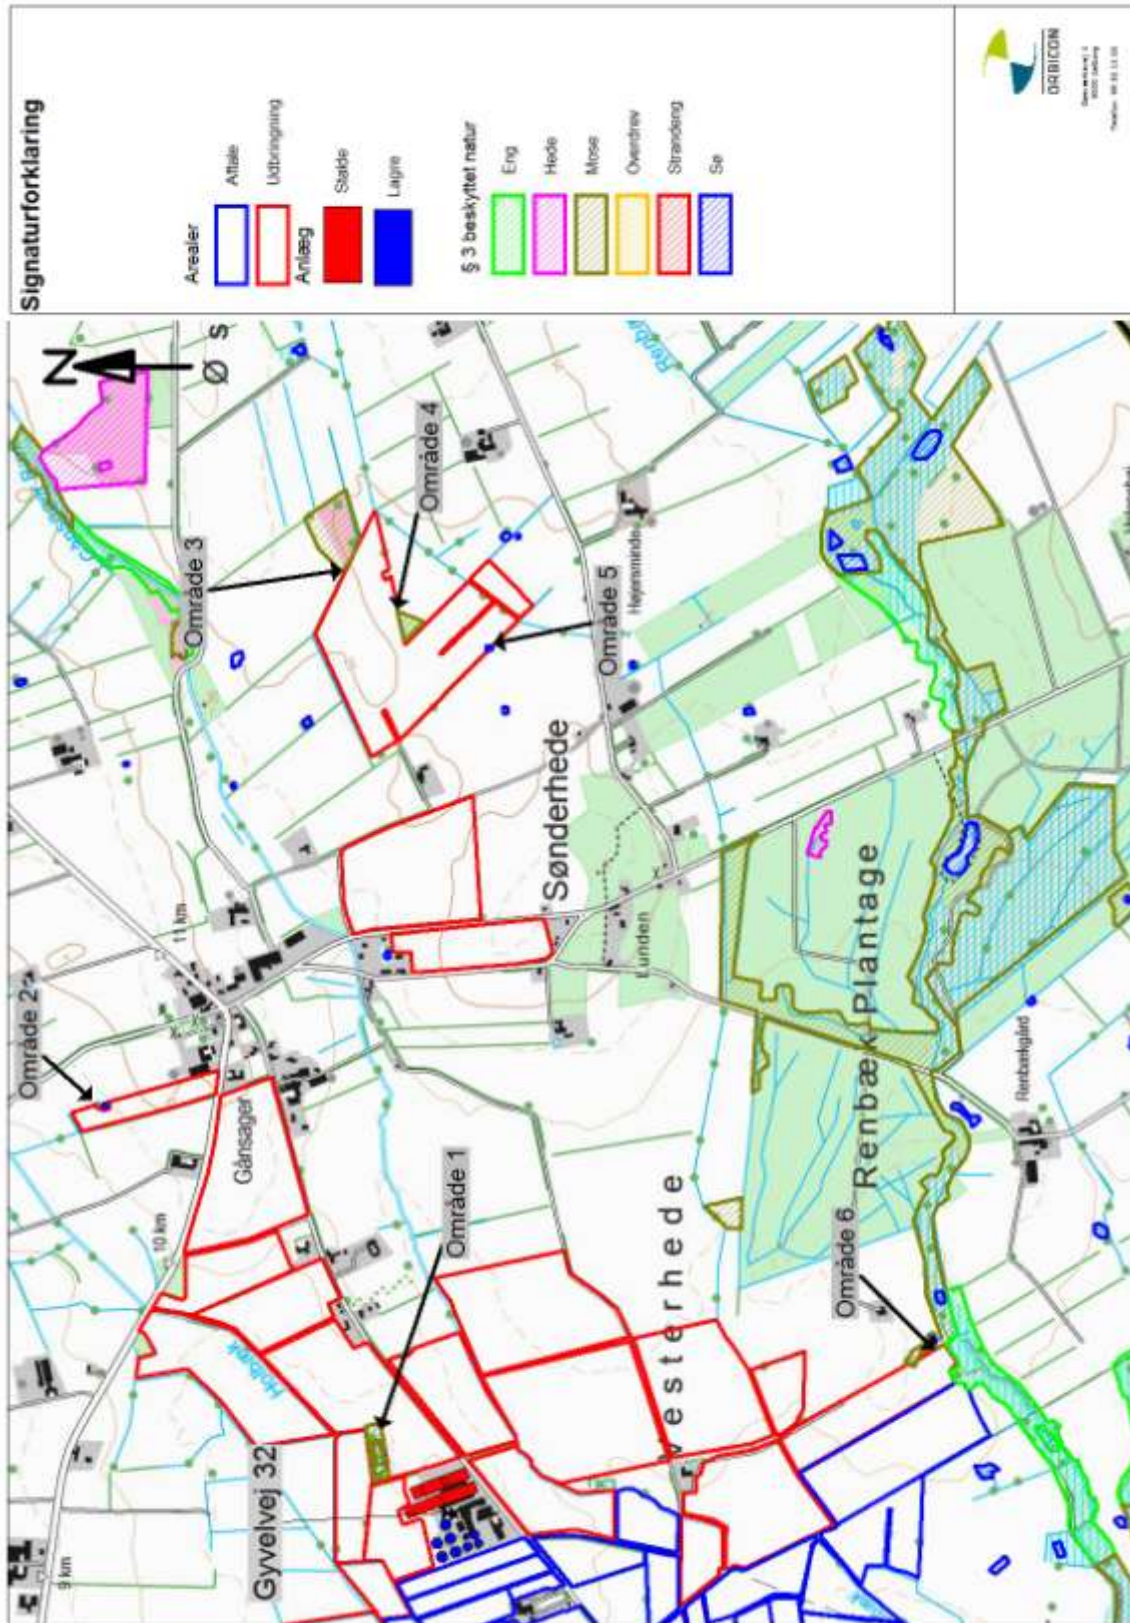 Signaturforklaring
Arealer
Aftale
Udbringning
Anlæg
Stalde
Lagre
§ 3 beskyttet natur
Eng
Hede
Mose
Overdrev
Strandeng
Sø
ORBICON
N
Ø
S
Område 3
Område 4
Område 5
Højersminde
Sønderhede
Lunden
11 km
Område 2
Gånsager
10 km
Område 1
Gyvelvej 32
9 km
Vesterhede
Område 6
Renbæk Plantage
Renbækgård